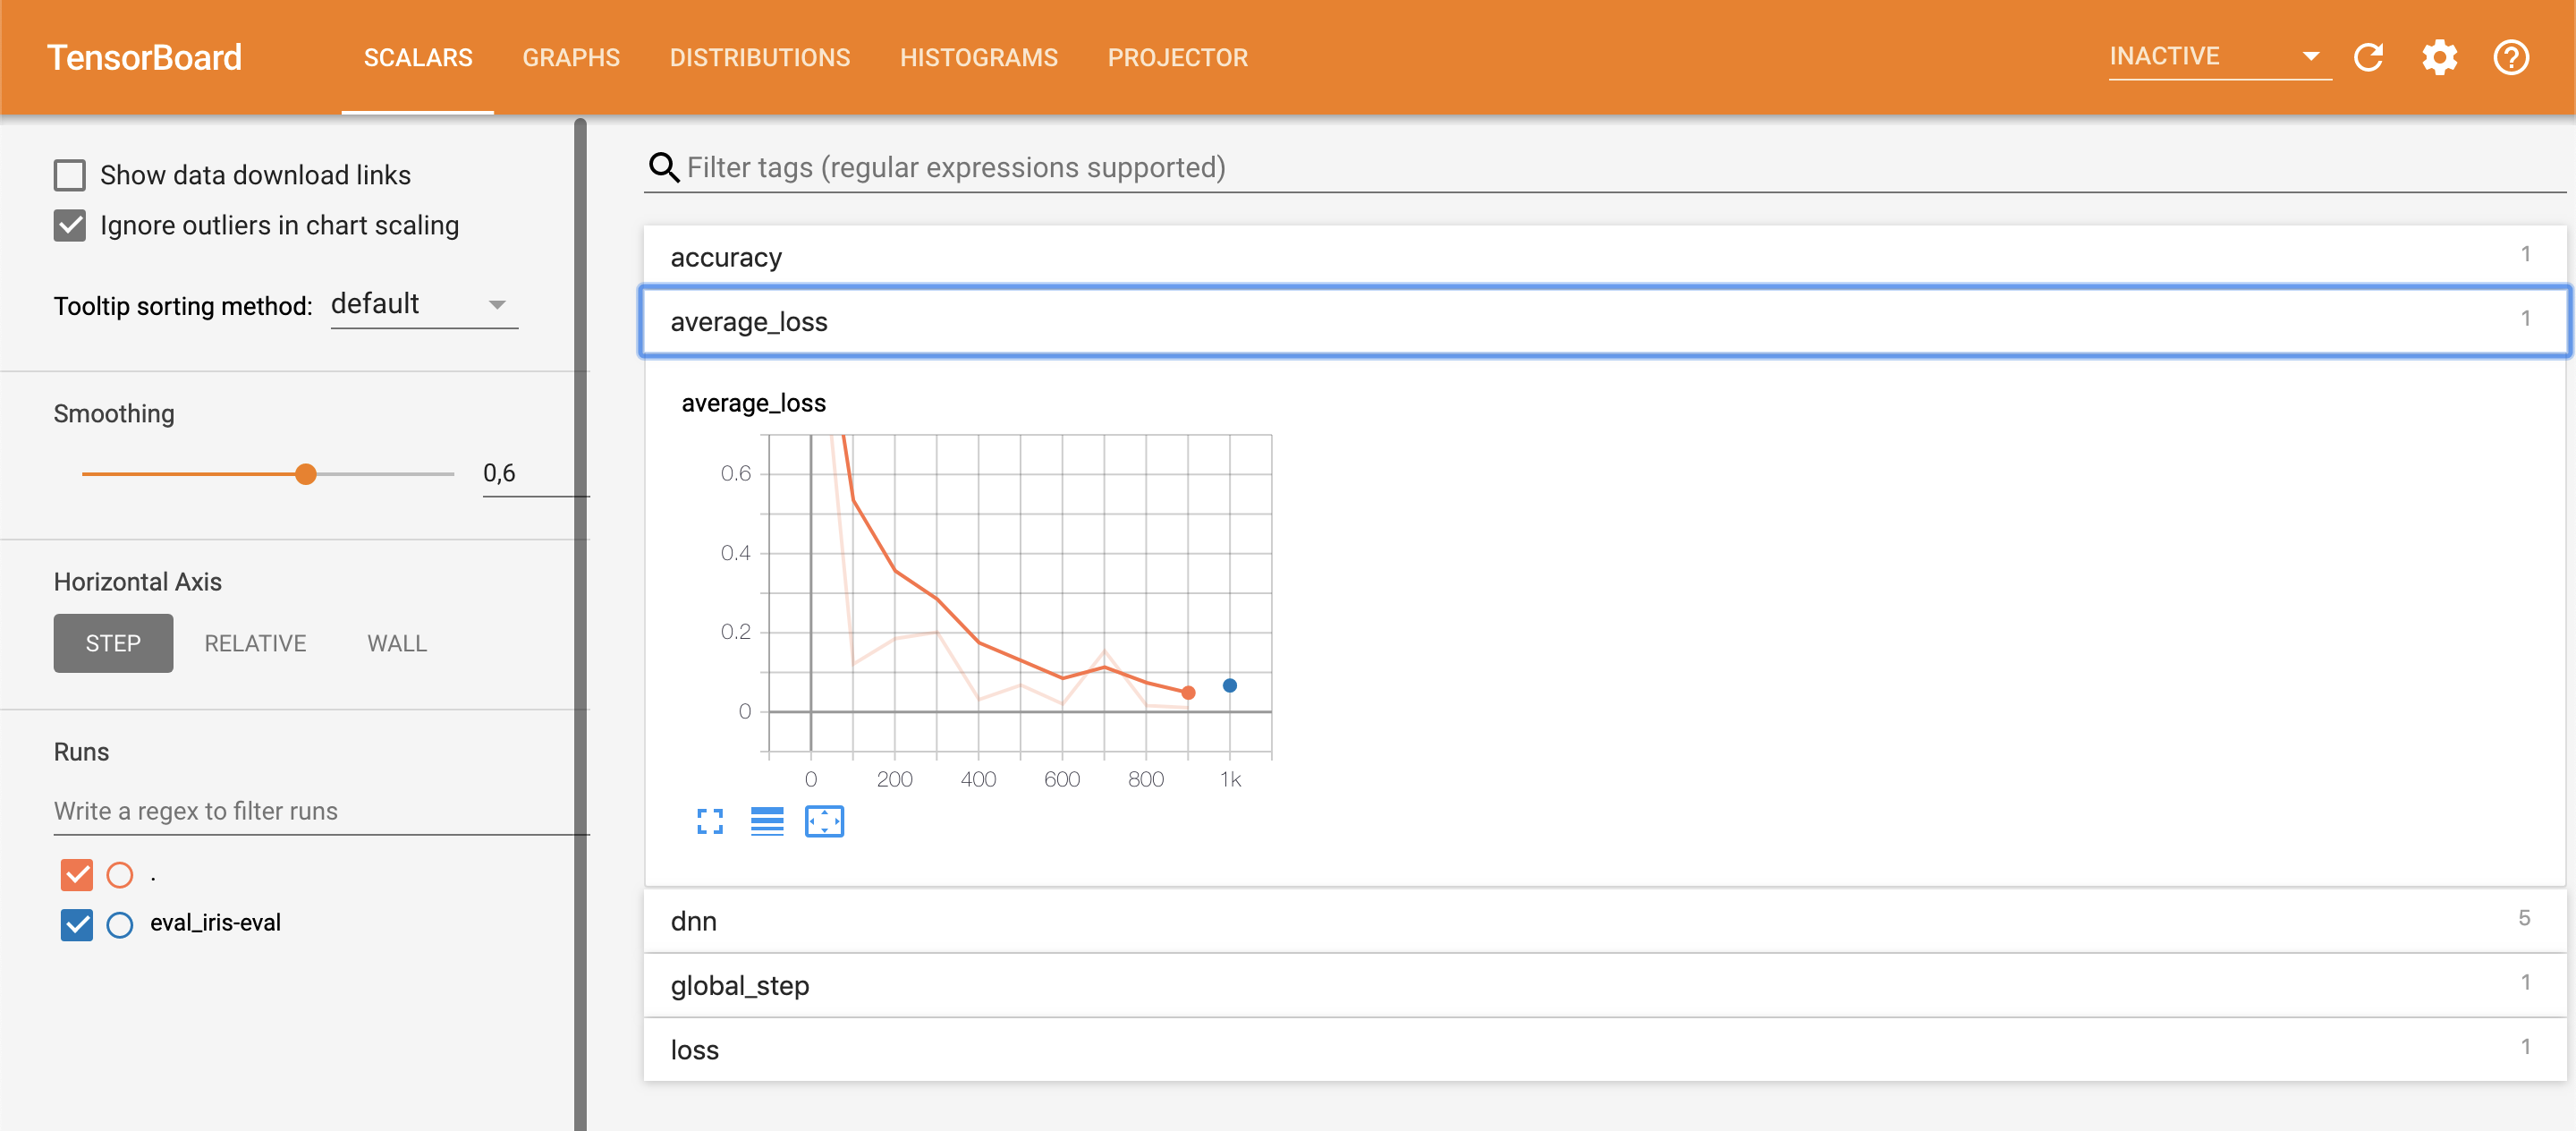 TensorBoard SCALARS GRAPHS DISTRIBUTIONS HISTOGRAMS PROJECTOR INACTIVE
Show data download links
Ignore outliers in chart scaling
Tooltip sorting method: default
Smoothing
0,6
Horizontal Axis
STEP RELATIVE WALL
Runs
Write a regex to filter runs
.
eval_iris-eval
Filter tags (regular expressions supported)
accuracy 1
average_loss 1
average_loss
0.6
0.4
0.2
0
0 200 400 600 800 1k
dnn 5
global_step 1
loss 1